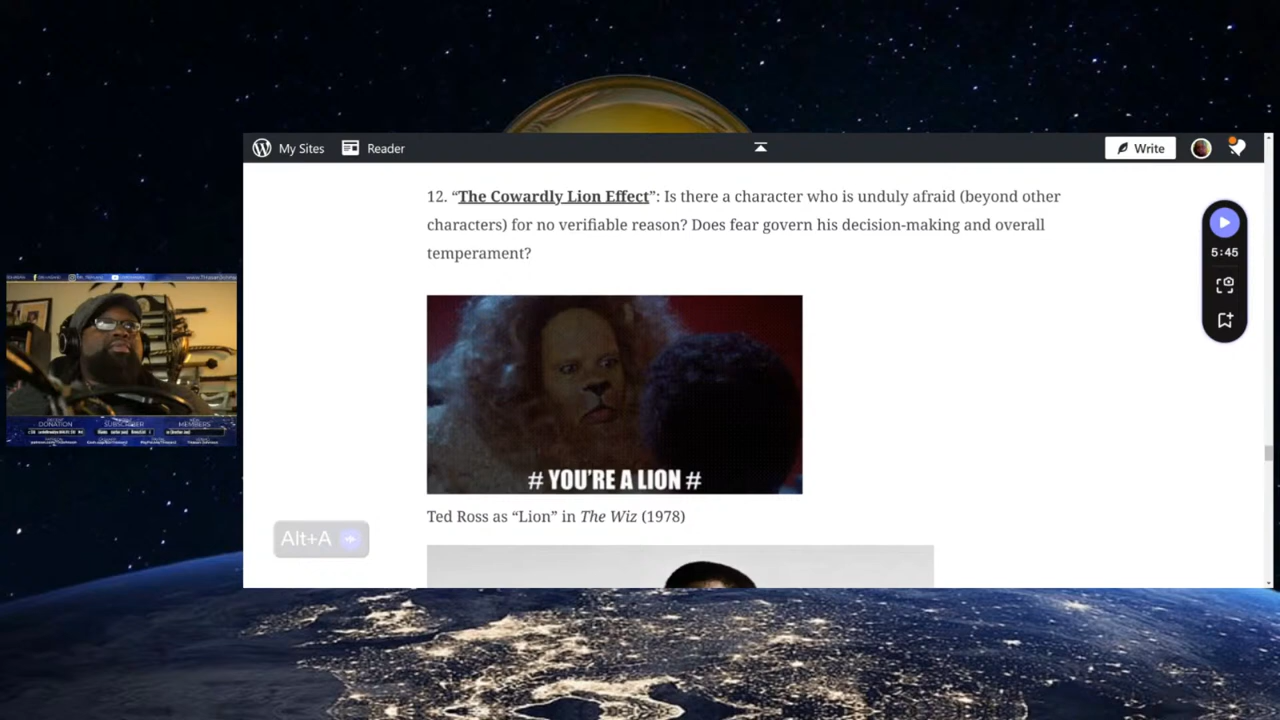 My Sites
Reader
Write
12. “The Cowardly Lion Effect”: Is there a character who is unduly afraid (beyond other
characters) for no verifiable reason? Does fear govern his decision-making and overall
temperament?
5:45
# YOU'RE A LION #
Ted Ross as “Lion” in The Wiz (1978)
Alt+A
DONATION
SUBSCRIBER
MEMBERS